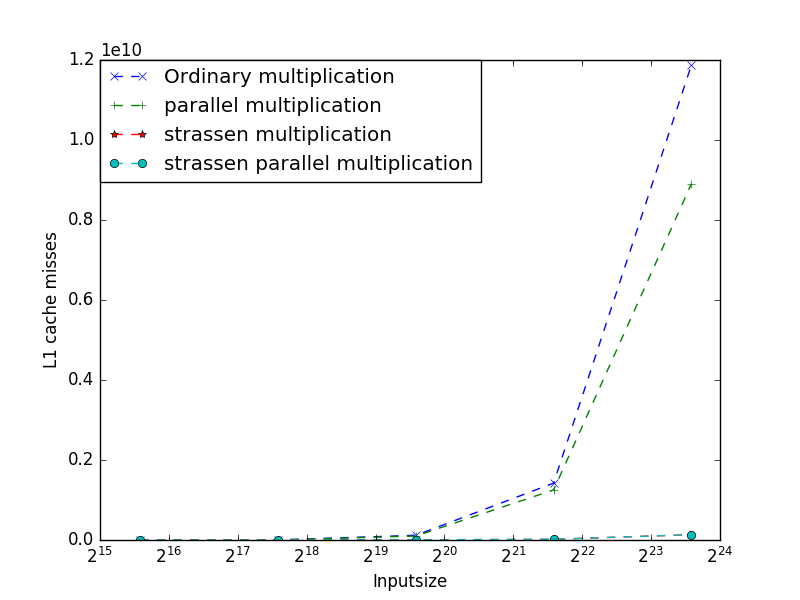 1e10
1.2
1.0
0.8
0.6
0.4
0.2
0.0
L1 cache misses
Ordinary multiplication
parallel multiplication
strassen multiplication
strassen parallel multiplication
2^15 2^16 2^17 2^18 2^19 2^20 2^21 2^22 2^23 2^24
Inputsize